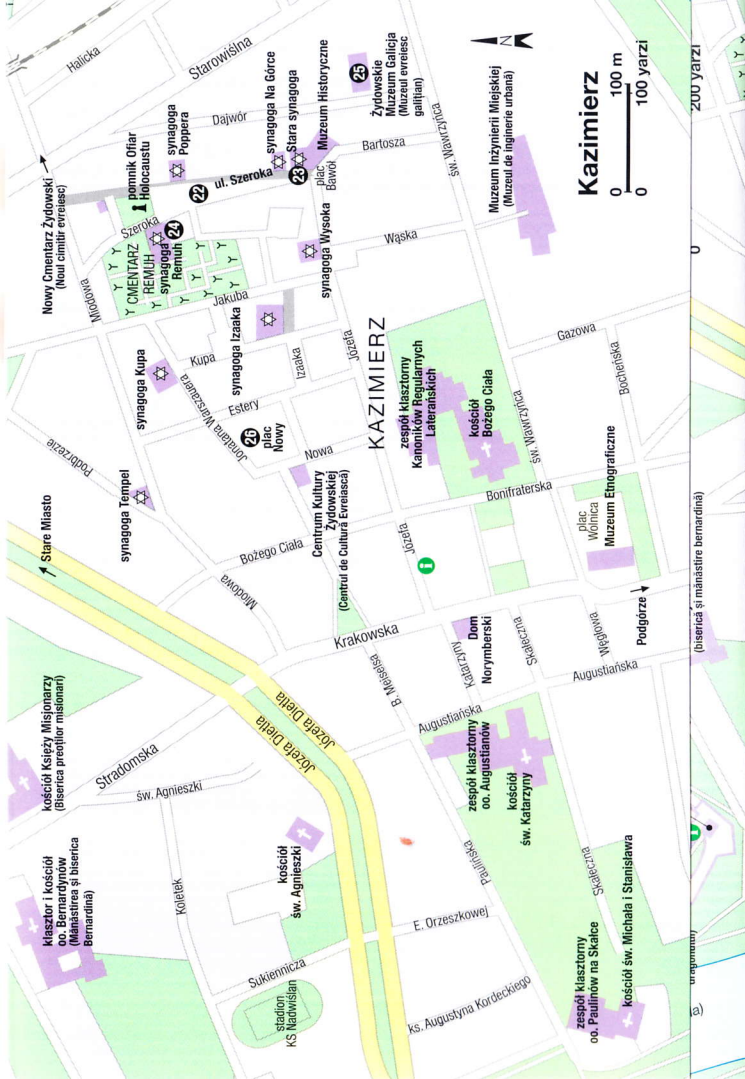 Stare Miasto
kościół Księży Misjonarzy
(Biserica preoților misionari)
klasztor i kościół
oo. Bernardynów
(Mănăstirea și biserica
Bernardină)
Stradomska
św. Agnieszki
Koletek
kościół
św. Agnieszki
Sukiennicza
stadion
KS Nadwiślan
Józefa Dietla
Józefa Dietla
E. Orzeszkowej
ks. Augustyna Kordeckiego
Paulińska
Skałeczna
zespół klasztorny
oo. Paulinów na Skałce
kościół św. Michała i Stanisława
zespół klasztorny
oo. Augustianów
kościół
św. Katarzyny
Augustiańska
Augustiańska
B. Meiselsa
Krakowska
Katarzyny
Dom
Norymberski
Skałeczna
Węglowa
Podgórze
Podbrzezie
synagoga Tempel
Miodowa
Bożego Ciała
Centrum Kultury
Żydowskiej
(Centrul de Cultură Evreiască)
Józefa
i
plac
Wolnica
Muzeum Etnograficzne
Bonifraterska
synagoga Kupa
Jonatana Warszauera
Estery
26
plac
Nowy
Nowa
Kupa
Izaaka
synagoga Izaaka
KAZIMIERZ
zespół klasztorny
Kanoników Regularnych
Laterańskich
kościół
Bożego Ciała
św. Wawrzyńca
Bocheńska
Gazowa
Józefa
Jakuba
Miodowa
Nowy Cmentarz Żydowski
(Noul cimitir evreiesc)
Szeroka
CMENTARZ
REMUH
synagoga
Remuh
24
pomnik Ofiar
Holocaustu
synagoga
Poppera
22
ul. Szeroka
synagoga Na Górce
23
Stara synagoga
Muzeum Historyczne
plac
Bawół
synagoga Wysoka
Wąska
Bartosza
Dajwór
Halicka
Starowiślna
25
Żydowskie
Muzeum Galicja
(Muzeul evreiesc
galițian)
św. Wawrzyńca
Muzeum Inżynierii Miejskiej
(Muzeul de inginerie urbană)
N
Kazimierz
0 100 m
0 100 yarzi
0 200 yarzi
(biserică și mănăstire bernardină)
i